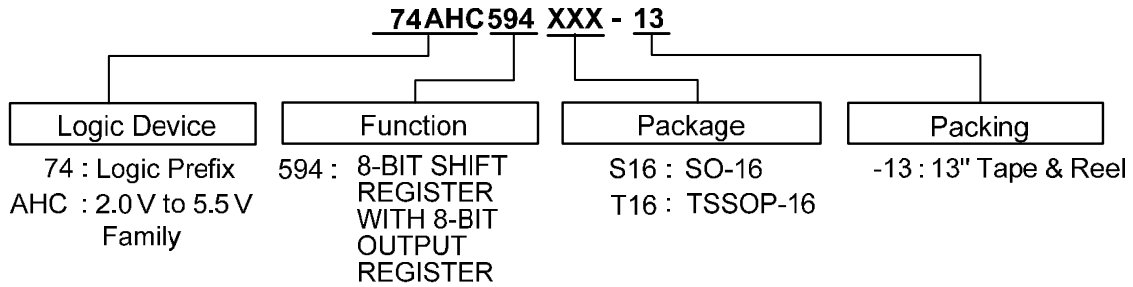 74AHC594 XXX - 13
Logic Device
Function
Package
Packing
74 : Logic Prefix
AHC : 2.0 V to 5.5 V
Family
594 : 8-BIT SHIFT
REGISTER
WITH 8-BIT
OUTPUT
REGISTER
S16 : SO-16
T16 : TSSOP-16
-13 : 13" Tape & Reel